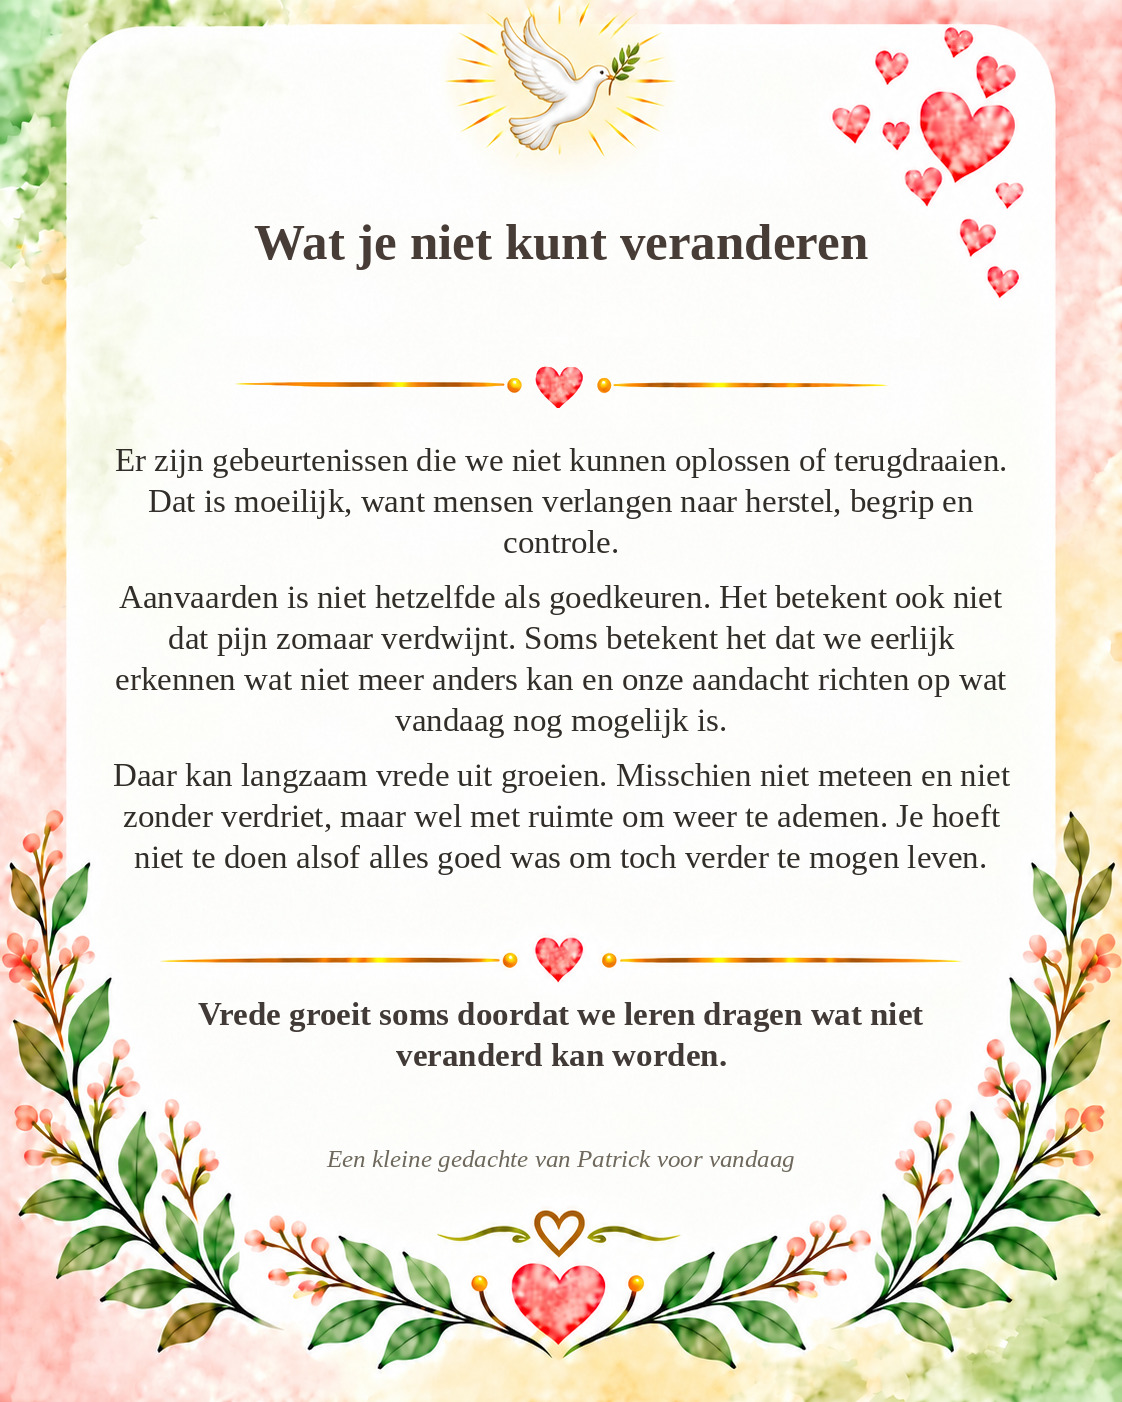 Wat je niet kunt veranderen
Er zijn gebeurtenissen die we niet kunnen oplossen of terugdraaien.
Dat is moeilijk, want mensen verlangen naar herstel, begrip en
controle.
Aanvaarden is niet hetzelfde als goedkeuren. Het betekent ook niet
dat pijn zomaar verdwijnt. Soms betekent het dat we eerlijk
erkennen wat niet meer anders kan en onze aandacht richten op wat
vandaag nog mogelijk is.
Daar kan langzaam vrede uit groeien. Misschien niet meteen en niet
zonder verdriet, maar wel met ruimte om weer te ademen. Je hoeft
niet te doen alsof alles goed was om toch verder te mogen leven.
Vrede groeit soms doordat we leren dragen wat niet
veranderd kan worden.
Een kleine gedachte van Patrick voor vandaag